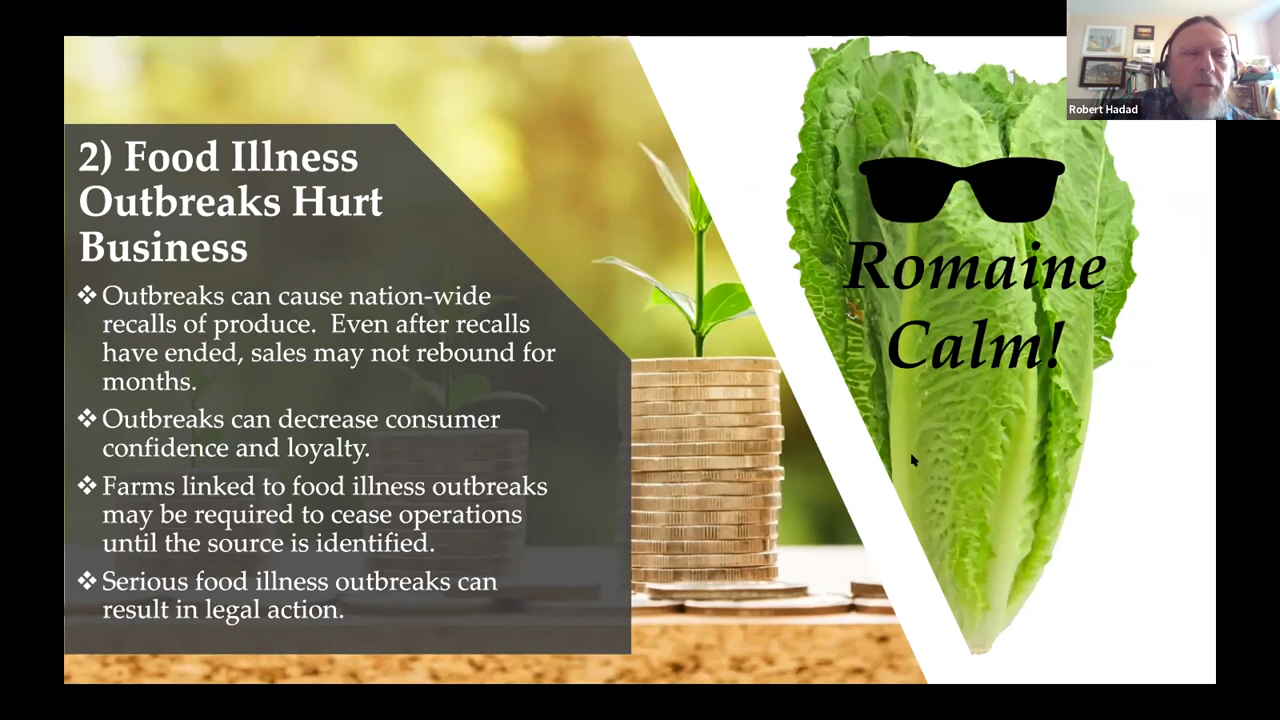 2) Food Illness
Outbreaks Hurt
Business
❖ Outbreaks can cause nation-wide
recalls of produce.  Even after recalls
have ended, sales may not rebound for
months.
❖ Outbreaks can decrease consumer
confidence and loyalty.
❖ Farms linked to food illness outbreaks
may be required to cease operations
until the source is identified.
❖ Serious food illness outbreaks can
result in legal action.
Romaine
Calm!
Robert Hadad